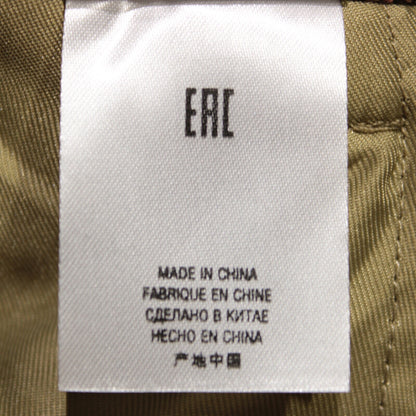 EAC
MADE IN CHINA
FABRIQUE EN CHINE
СДЕЛАНО В КИТАЕ
HECHO EN CHINA
产地中国